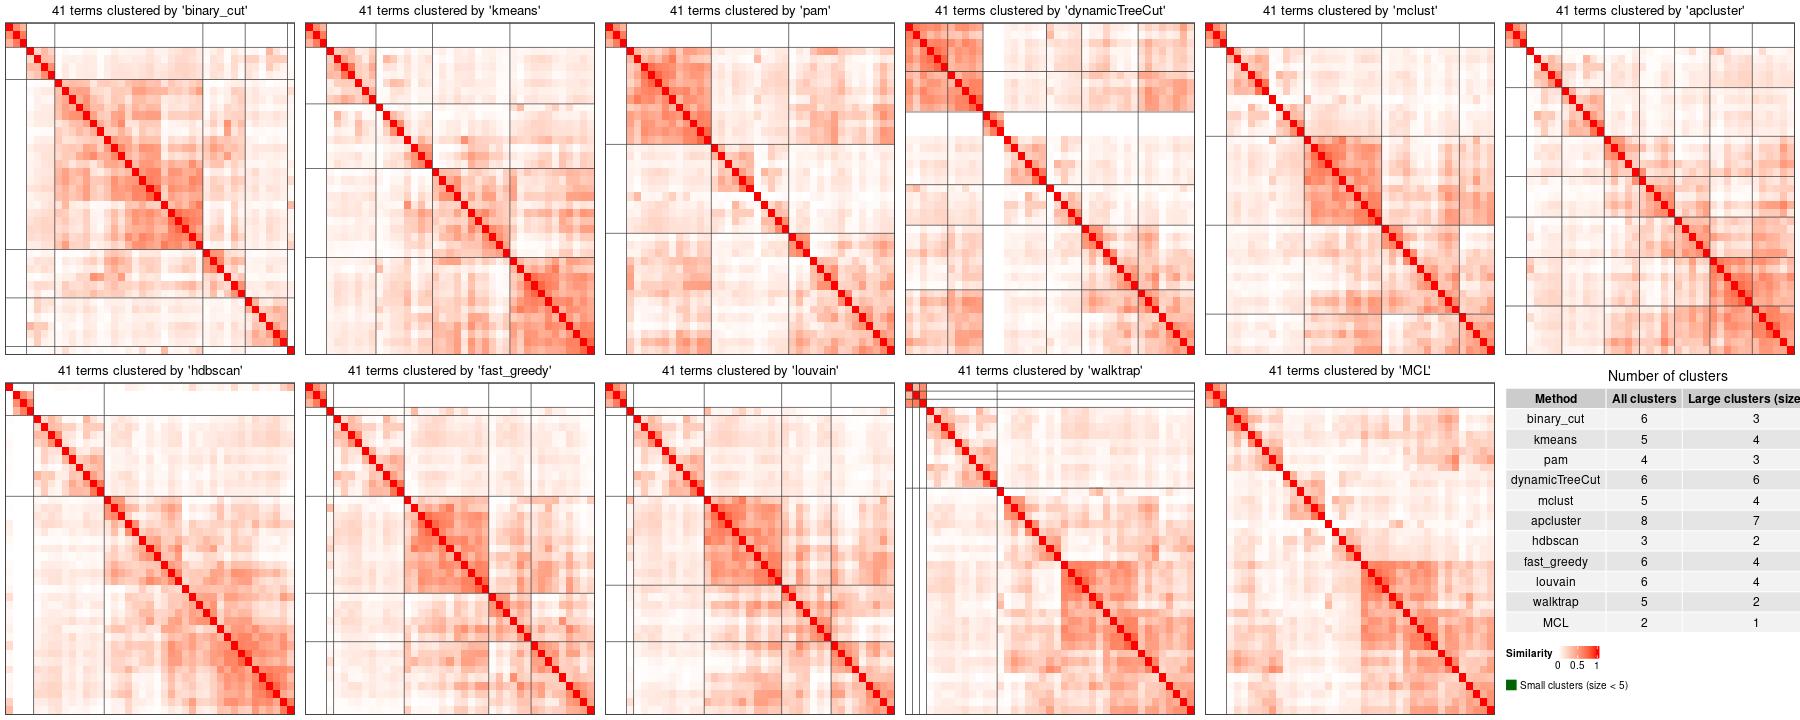 41 terms clustered by 'binary_cut'
41 terms clustered by 'kmeans'
41 terms clustered by 'pam'
41 terms clustered by 'dynamicTreeCut'
41 terms clustered by 'mclust'
41 terms clustered by 'apcluster'
41 terms clustered by 'hdbscan'
41 terms clustered by 'fast_greedy'
41 terms clustered by 'louvain'
41 terms clustered by 'walktrap'
41 terms clustered by 'MCL'
Number of clusters
Method All clusters Large clusters (size
binary_cut 6 3
kmeans 5 4
pam 4 3
dynamicTreeCut 6 6
mclust 5 4
apcluster 8 7
hdbscan 3 2
fast_greedy 6 4
louvain 6 4
walktrap 5 2
MCL 2 1
Similarity
0 0.5 1
Small clusters (size < 5)